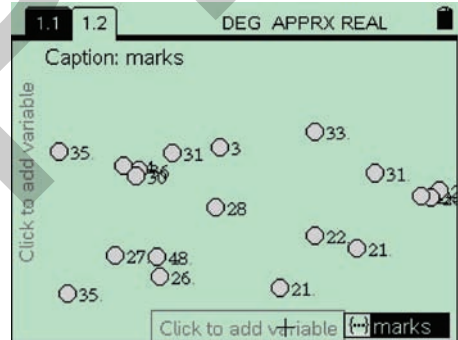 1.1 1.2 DEG APPRX REAL
Caption: marks
Click to add variable
33.
35. 31 3
36
30 31.
28
22. 21.
27 48.
26.
35. 21.
Click to add variable {...} marks